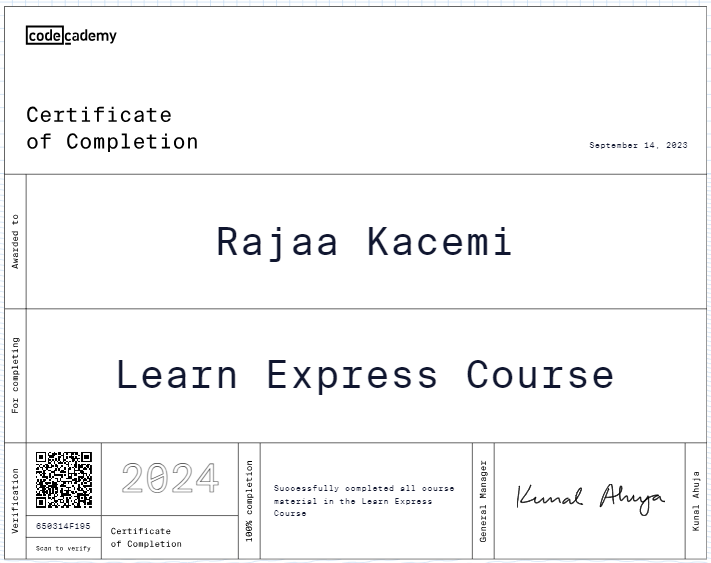 codecademy
Certificate
of Completion
September 14, 2023
Awarded to
Rajaa Kacemi
For completing
Learn Express Course
Verification
650314F195
Scan to verify
2024
Certificate
of Completion
100% completion
Successfully completed all course
material in the Learn Express
Course
General Manager
Kunal Ahuja
Kunal Ahuja